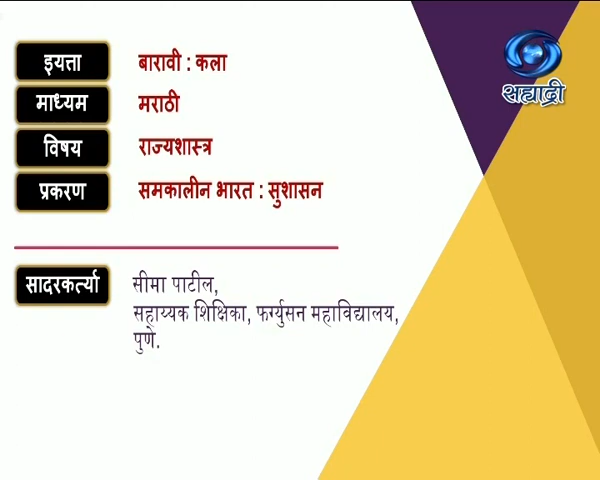 सह्याद्री
इयत्ता बारावी : कला
माध्यम मराठी
विषय राज्यशास्त्र
प्रकरण समकालीन भारत : सुशासन
सादरकर्त्या सीमा पाटील,
सहाय्यक शिक्षिका, फर्ग्युसन महाविद्यालय,
पुणे.